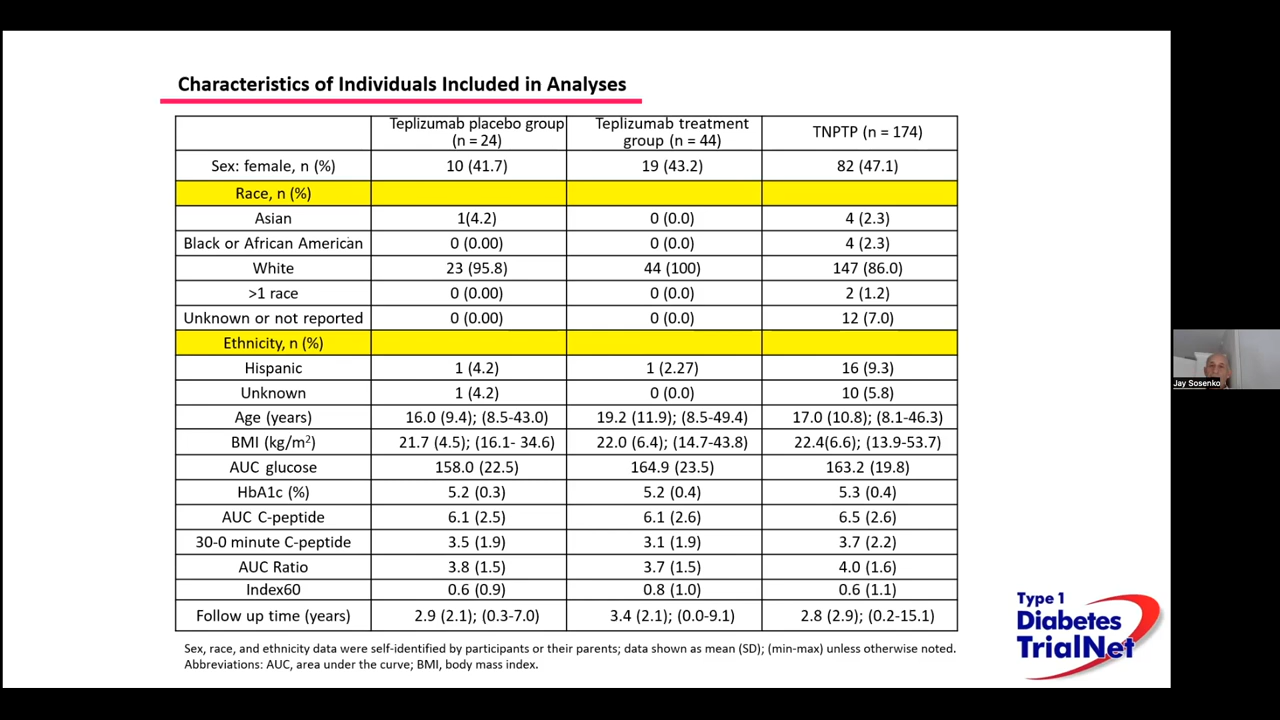 Characteristics of Individuals Included in Analyses
Teplizumab placebo group (n = 24) Teplizumab treatment group (n = 44) TNPTP (n = 174)
Sex: female, n (%) 10 (41.7) 19 (43.2) 82 (47.1)
Race, n (%)
Asian 1(4.2) 0 (0.0) 4 (2.3)
Black or African American 0 (0.00) 0 (0.0) 4 (2.3)
White 23 (95.8) 44 (100) 147 (86.0)
>1 race 0 (0.00) 0 (0.0) 2 (1.2)
Unknown or not reported 0 (0.00) 0 (0.0) 12 (7.0)
Ethnicity, n (%)
Hispanic 1 (4.2) 1 (2.27) 16 (9.3)
Unknown 1 (4.2) 0 (0.0) 10 (5.8)
Age (years) 16.0 (9.4); (8.5-43.0) 19.2 (11.9); (8.5-49.4) 17.0 (10.8); (8.1-46.3)
BMI (kg/m²) 21.7 (4.5); (16.1- 34.6) 22.0 (6.4); (14.7-43.8) 22.4(6.6); (13.9-53.7)
AUC glucose 158.0 (22.5) 164.9 (23.5) 163.2 (19.8)
HbA1c (%) 5.2 (0.3) 5.2 (0.4) 5.3 (0.4)
AUC C-peptide 6.1 (2.5) 6.1 (2.6) 6.5 (2.6)
30-0 minute C-peptide 3.5 (1.9) 3.1 (1.9) 3.7 (2.2)
AUC Ratio 3.8 (1.5) 3.7 (1.5) 4.0 (1.6)
Index60 0.6 (0.9) 0.8 (1.0) 0.6 (1.1)
Follow up time (years) 2.9 (2.1); (0.3-7.0) 3.4 (2.1); (0.0-9.1) 2.8 (2.9); (0.2-15.1)
Sex, race, and ethnicity data were self-identified by participants or their parents; data shown as mean (SD); (min-max) unless otherwise noted.
Abbreviations: AUC, area under the curve; BMI, body mass index.
Type 1
Diabetes
TrialNet
Jay Sosenko